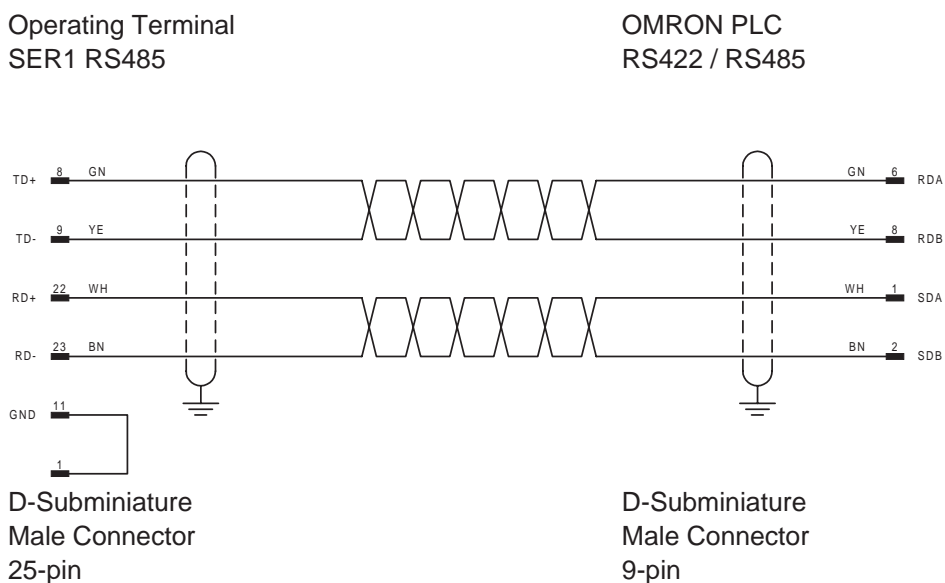 Operating Terminal
SER1 RS485
OMRON PLC
RS422 / RS485
TD+ 8 GN GN 6 RDA
TD- 9 YE YE 8 RDB
RD+ 22 WH WH 1 SDA
RD- 23 BN BN 2 SDB
GND 11
1
D-Subminiature
Male Connector
25-pin
D-Subminiature
Male Connector
9-pin